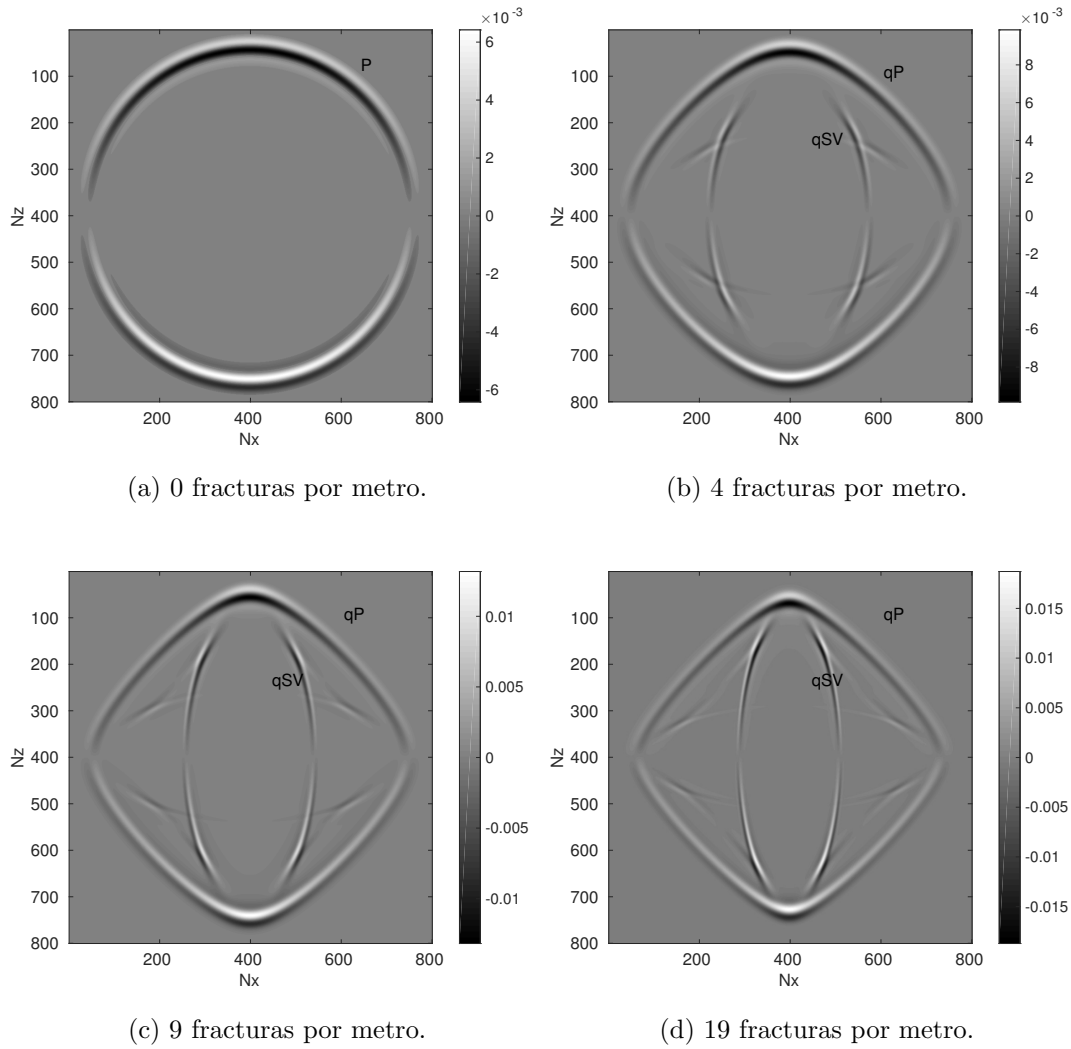 ×10⁻³
P
100
200
300
400
500
600
700
800
Nz
200 400 600 800
Nx
6
4
2
0
-2
-4
-6
(a) 0 fracturas por metro.
×10⁻³
qP
qSV
100
200
300
400
500
600
700
800
Nz
200 400 600 800
Nx
8
6
4
2
0
-2
-4
-6
-8
(b) 4 fracturas por metro.
qP
qSV
100
200
300
400
500
600
700
800
Nz
200 400 600 800
Nx
0.01
0.005
0
-0.005
-0.01
(c) 9 fracturas por metro.
qP
qSV
100
200
300
400
500
600
700
800
Nz
200 400 600 800
Nx
0.015
0.01
0.005
0
-0.005
-0.01
-0.015
(d) 19 fracturas por metro.